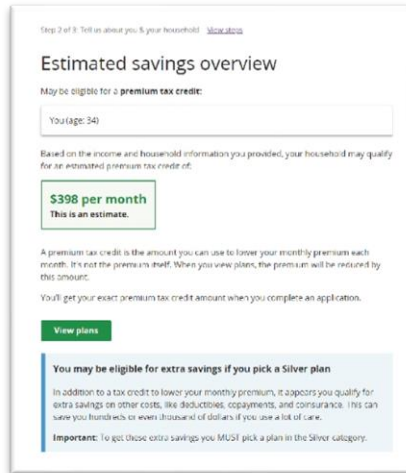 Step 2 of 3: Tell us about you & your household View steps
Estimated savings overview
May be eligible for a premium tax credit:
You (age: 34)
Based on the income and household information you provided, your household may qualify
for an estimated premium tax credit of:
$398 per month
This is an estimate.
A premium tax credit is the amount you can use to lower your monthly premium each
month. It's not the premium itself. When you view plans, the premium will be reduced by
this amount.
You'll get your exact premium tax credit amount when you complete an application.
View plans
You may be eligible for extra savings if you pick a Silver plan
In addition to a tax credit to lower your monthly premium, it appears you qualify for
extra savings on other costs, like deductibles, copayments, and coinsurance. This can
save you hundreds or even thousand of dollars if you use a lot of care.
Important: To get these extra savings you MUST pick a plan in the Silver category.